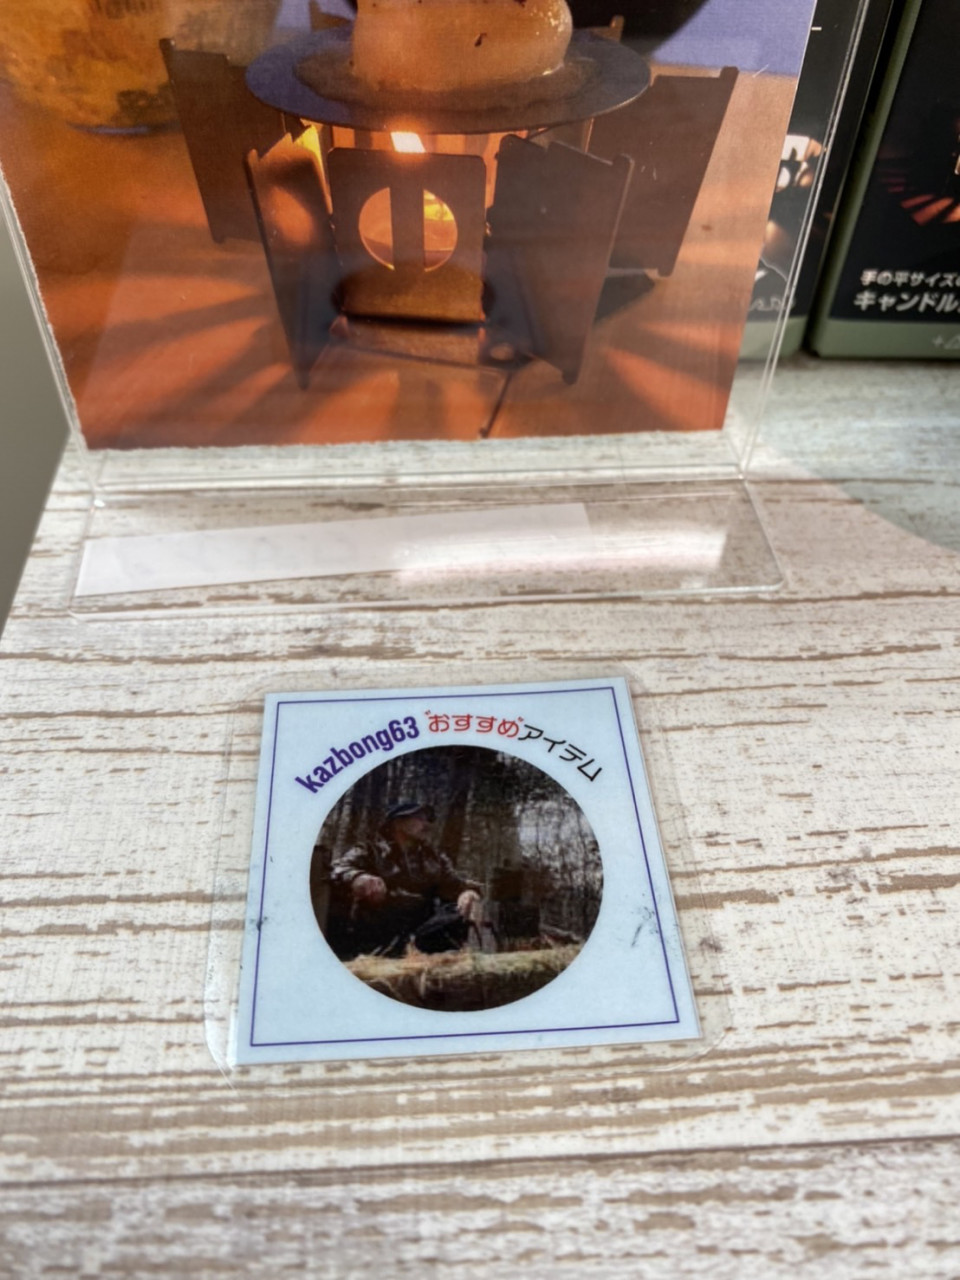 手の平サイズの
キャンドル
kazbong63 “おすすめ”アイテム